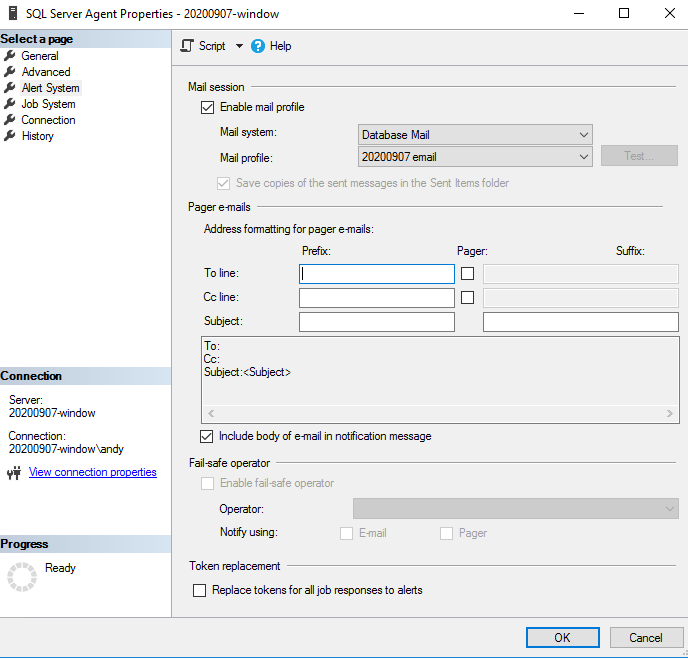 SQL Server Agent Properties - 20200907-window
Select a page
General
Advanced
Alert System
Job System
Connection
History
Script
Help
Mail session
Enable mail profile
Mail system:
Database Mail
Mail profile:
20200907 email
Test...
Save copies of the sent messages in the Sent Items folder
Pager e-mails
Address formatting for pager e-mails:
Prefix: Pager: Suffix:
To line:
Cc line:
Subject:
To:
Cc:
Subject:<Subject>
Include body of e-mail in notification message
Fail-safe operator
Enable fail-safe operator
Operator:
Notify using: E-mail Pager
Token replacement
Replace tokens for all job responses to alerts
Connection
Server:
20200907-window
Connection:
20200907-window\andy
View connection properties
Progress
Ready
OK Cancel